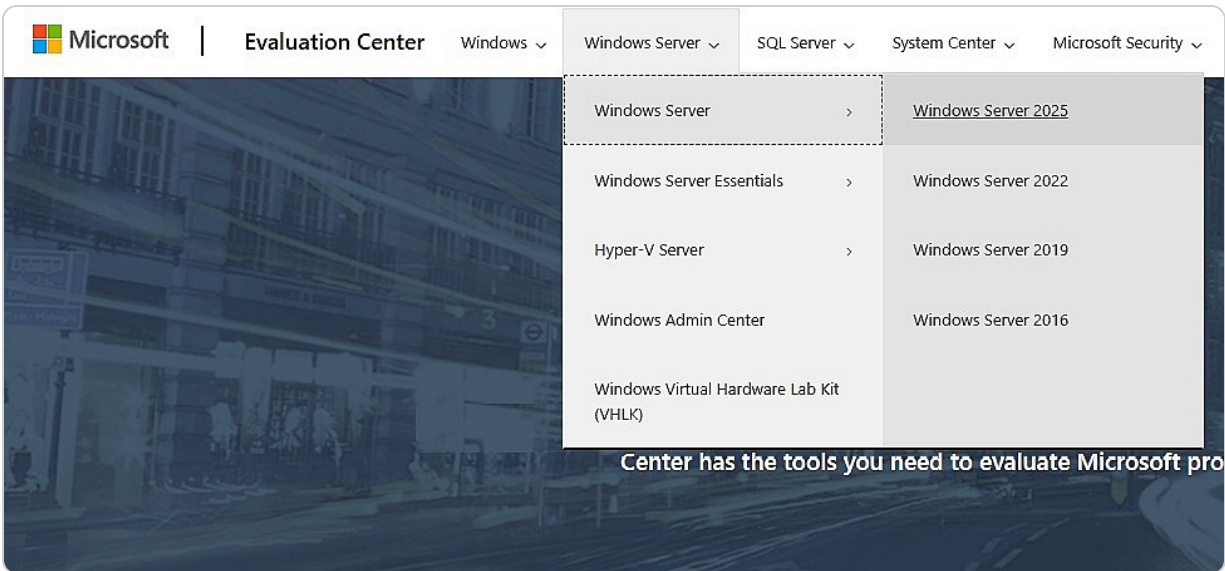 Microsoft | Evaluation Center Windows Windows Server SQL Server System Center Microsoft Security
Windows Server
Windows Server Essentials
Hyper-V Server
Windows Admin Center
Windows Virtual Hardware Lab Kit
(VHLK)
Windows Server 2025
Windows Server 2022
Windows Server 2019
Windows Server 2016
Center has the tools you need to evaluate Microsoft pro